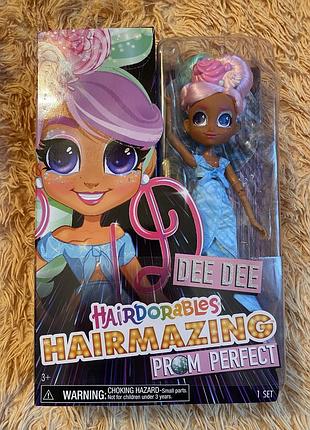 DEE DEE
HAIRDORABLES
HAIRMAZING
PROM PERFECT
3+
WARNING: CHOKING HAZARD-Small parts.
Not for children under 3 years.
1 SET